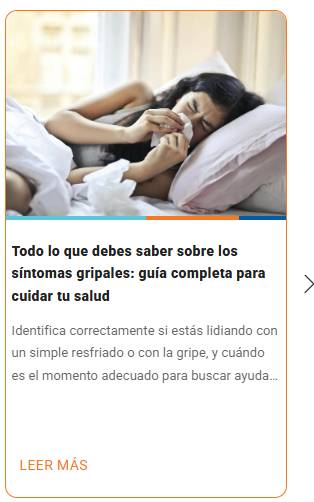 Todo lo que debes saber sobre los
síntomas gripales: guía completa para
cuidar tu salud
Identifica correctamente si estás lidiando con
un simple resfriado o con la gripe, y cuándo
es el momento adecuado para buscar ayuda...
LEER MÁS